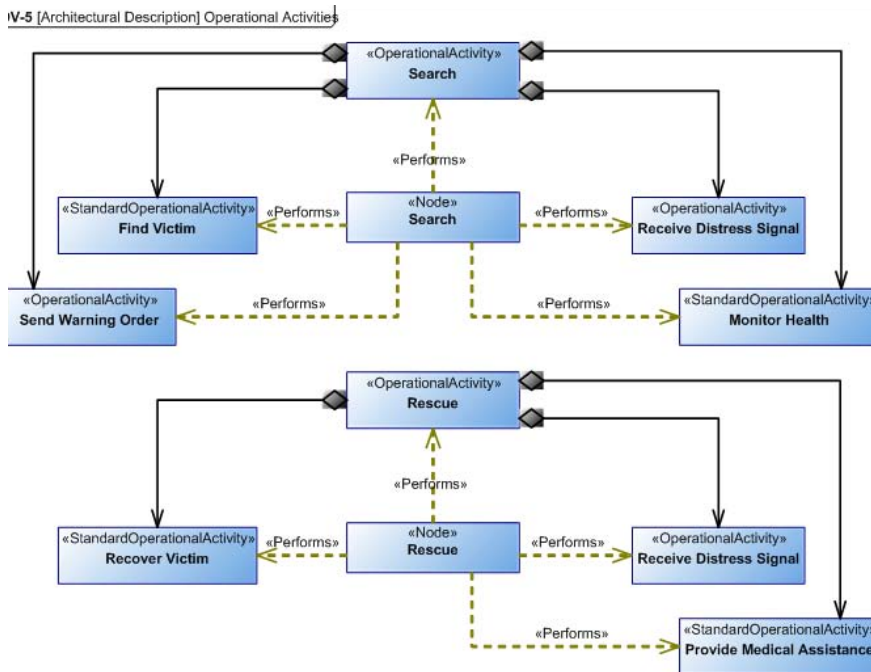 OV-5 [Architectural Description] Operational Activities
«OperationalActivity»
Search
«Performs»
«StandardOperationalActivity»
Find Victim
«Performs»
«Node»
Search
«Performs»
«OperationalActivity»
Receive Distress Signal
«OperationalActivity»
Send Warning Order
«Performs»
«Performs»
«StandardOperationalActivity»
Monitor Health
«OperationalActivity»
Rescue
«Performs»
«StandardOperationalActivity»
Recover Victim
«Performs»
«Node»
Rescue
«Performs»
«OperationalActivity»
Receive Distress Signal
«Performs»
«StandardOperationalActivity»
Provide Medical Assistance